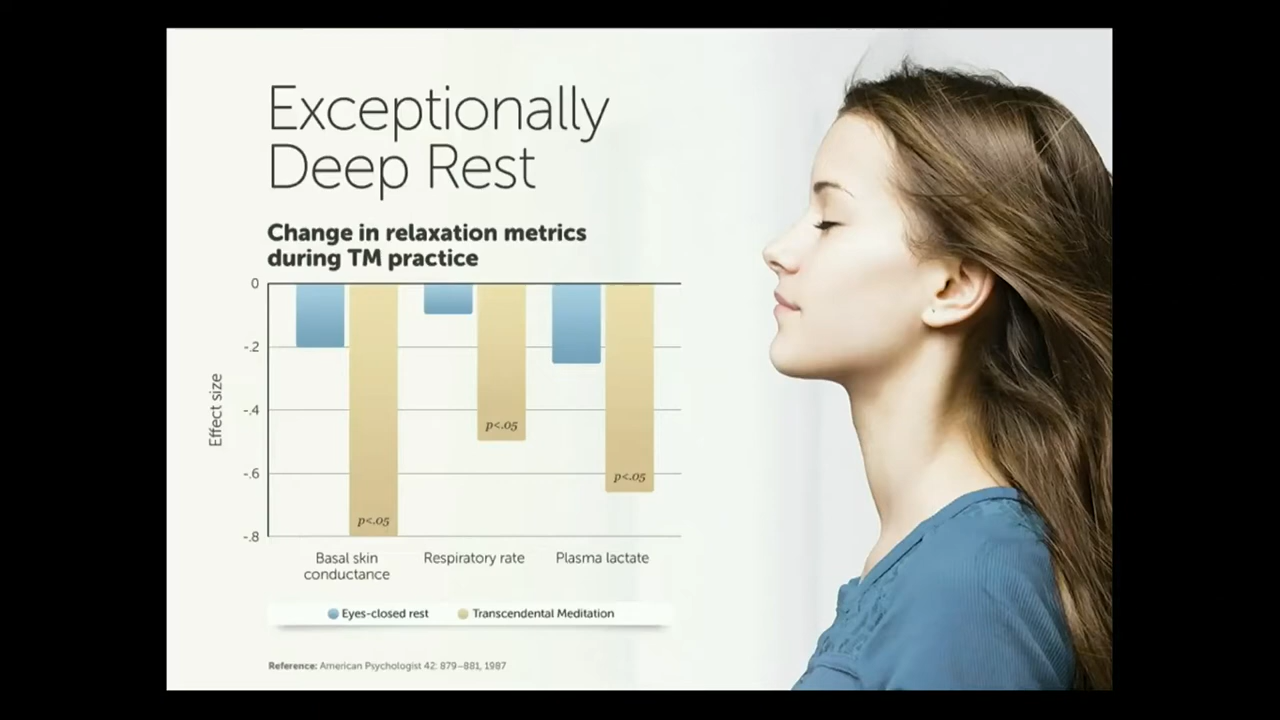 Exceptionally
Deep Rest
Change in relaxation metrics
during TM practice
0
-.2
-.4
-.6
-.8
Effect size
p<.05
p<.05
p<.05
Basal skin
conductance
Respiratory rate
Plasma lactate
Eyes-closed rest
Transcendental Meditation
Reference: American Psychologist 42: 879–881, 1987